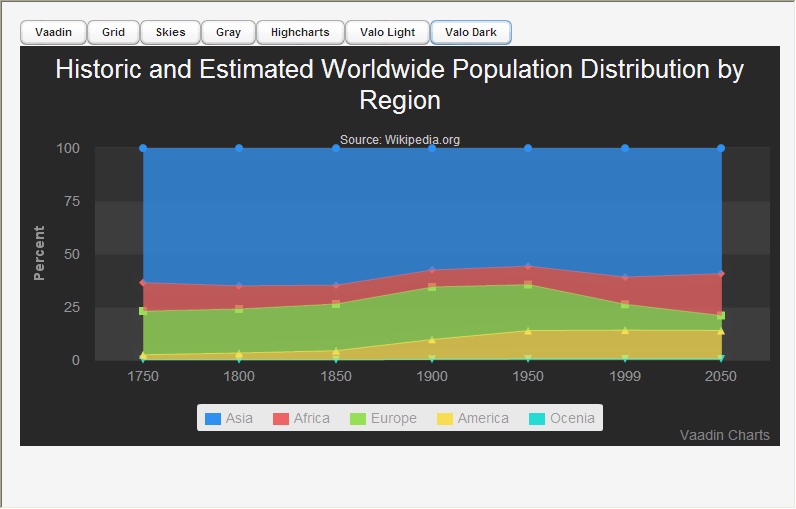 Vaadin Grid Skies Gray Highcharts Valo Light Valo Dark
Historic and Estimated Worldwide Population Distribution by
Region
Source: Wikipedia.org
Percent
100
75
50
25
0
1750 1800 1850 1900 1950 1999 2050
Asia Africa Europe America Ocenia
Vaadin Charts